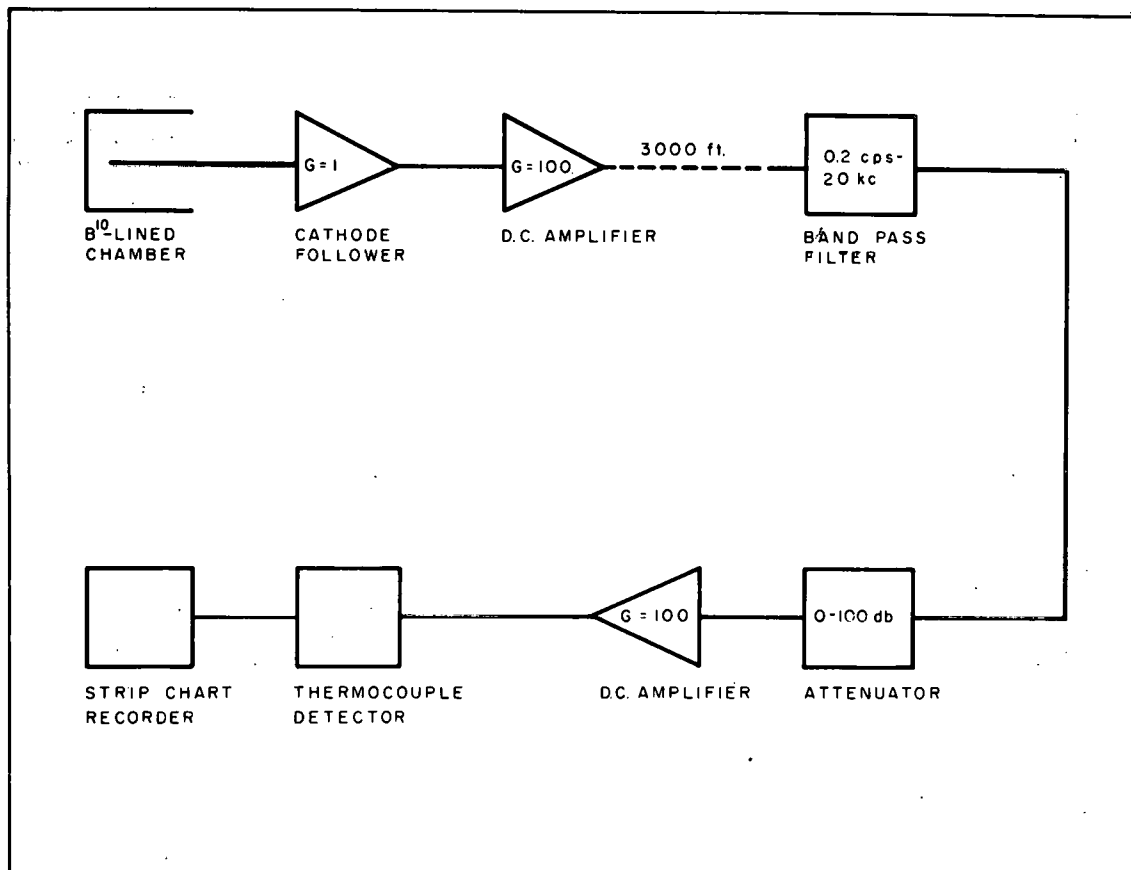 G = 1
G = 100
3000 ft.
0.2 cps-
20 kc
B¹⁰-LINED
CHAMBER
CATHODE
FOLLOWER
D.C. AMPLIFIER
BAND PASS
FILTER
G = 100
0-100 db
STRIP CHART
RECORDER
THERMOCOUPLE
DETECTOR
D.C. AMPLIFIER
ATTENUATOR